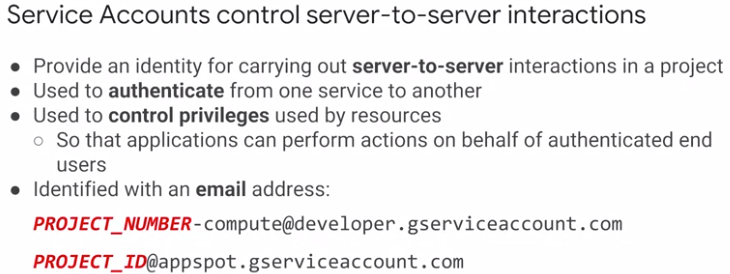 Service Accounts control server-to-server interactions
● Provide an identity for carrying out server-to-server interactions in a project
● Used to authenticate from one service to another
● Used to control privileges used by resources
○ So that applications can perform actions on behalf of authenticated end
users
● Identified with an email address:
PROJECT_NUMBER-compute@developer.gserviceaccount.com
PROJECT_ID@appspot.gserviceaccount.com